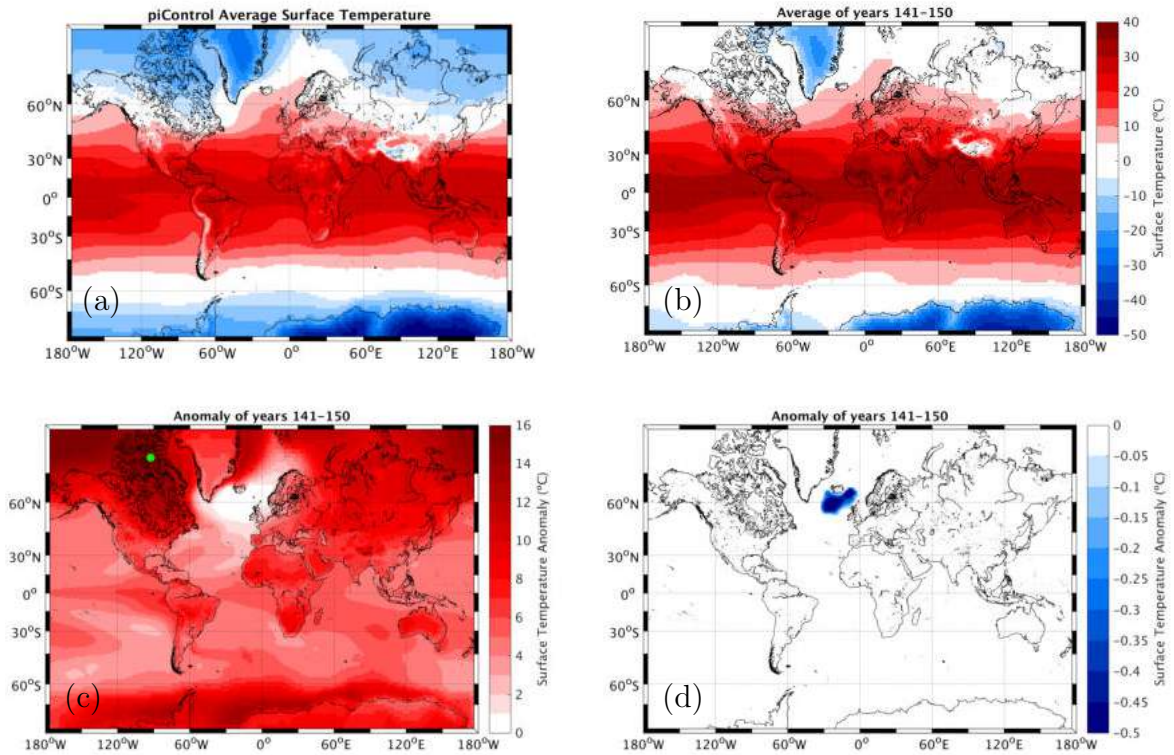 piControl Average Surface Temperature
60°N
30°N
0°
30°S
60°S
(a)
180°W 120°W 60°W 0° 60°E 120°E 180°W
Average of years 141-150
60°N
30°N
0°
30°S
60°S
(b)
180°W 120°W 60°W 0° 60°E 120°E 180°W
40
30
20
10
0
-10
-20
-30
-40
-50
Surface Temperature (°C)
Anomaly of years 141-150
60°N
30°N
0°
30°S
60°S
(c)
180°W 120°W 60°W 0° 60°E 120°E 180°W
16
14
12
10
8
6
4
2
0
Surface Temperature Anomaly (°C)
Anomaly of years 141-150
60°N
30°N
0°
30°S
60°S
(d)
180°W 120°W 60°W 0° 60°E 120°E 180°W
0
-0.05
-0.1
-0.15
-0.2
-0.25
-0.3
-0.35
-0.4
-0.45
-0.5
Surface Temperature Anomaly (°C)